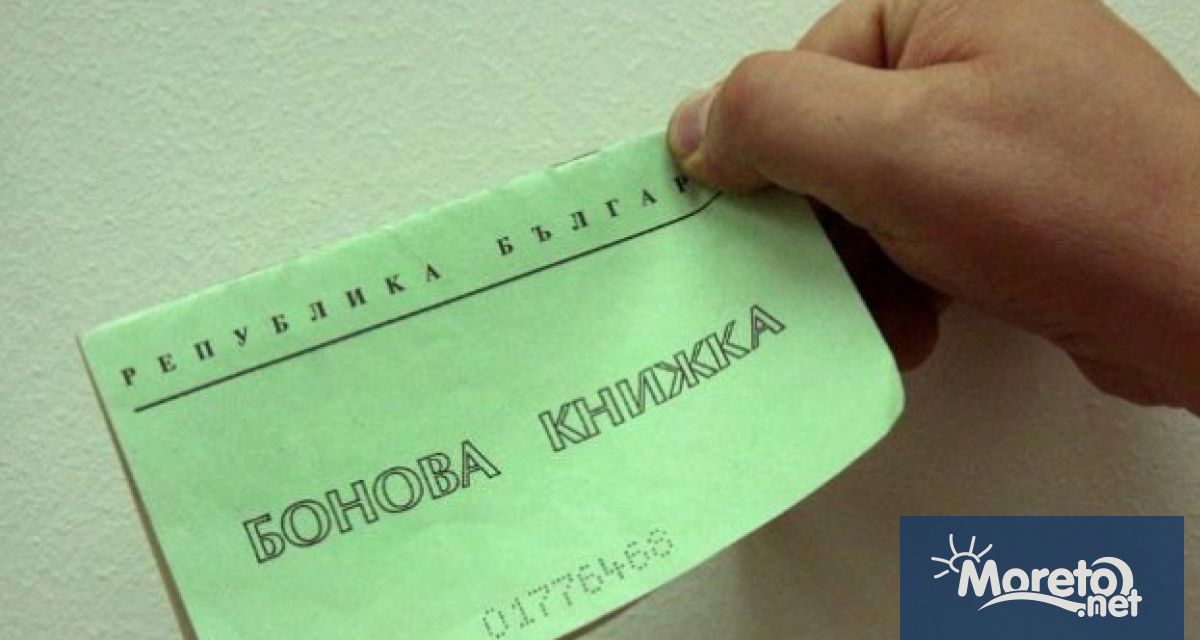 РЕПУБЛИКА БЪЛГАР
БОНОВА КНИЖКА
01776466
Moreto
.net